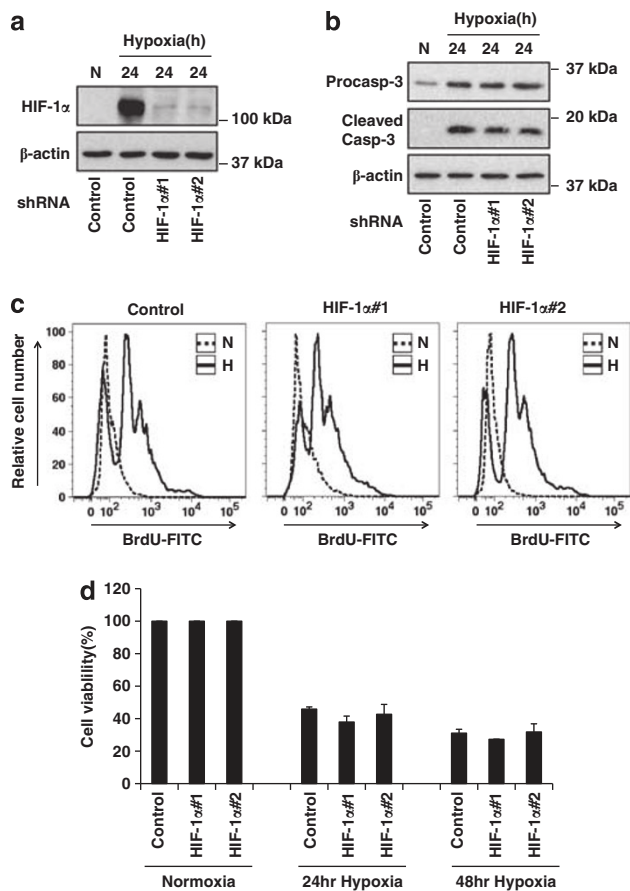 a
Hypoxia(h)
N 24 24 24
HIF-1α
100 kDa
β-actin
37 kDa
shRNA
Control
Control
HIF-1α#1
HIF-1α#2
b
Hypoxia(h)
N 24 24 24
37 kDa
Procasp-3
20 kDa
Cleaved
Casp-3
β-actin
37 kDa
shRNA
Control
Control
HIF-1α#1
HIF-1α#2
c
Control
HIF-1α#1
HIF-1α#2
Relative cell number
100
80
60
40
20
0
N
H
N
H
N
H
0 10² 10³ 10⁴ 10⁵
0 10² 10³ 10⁴ 10⁵
0 10² 10³ 10⁴ 10⁵
BrdU-FITC
BrdU-FITC
BrdU-FITC
d
Cell viablility(%)
120
100
80
60
40
20
0
Control
HIF-1α#1
HIF-1α#2
Control
HIF-1α#1
HIF-1α#2
Control
HIF-1α#1
HIF-1α#2
Normoxia
24hr Hypoxia
48hr Hypoxia